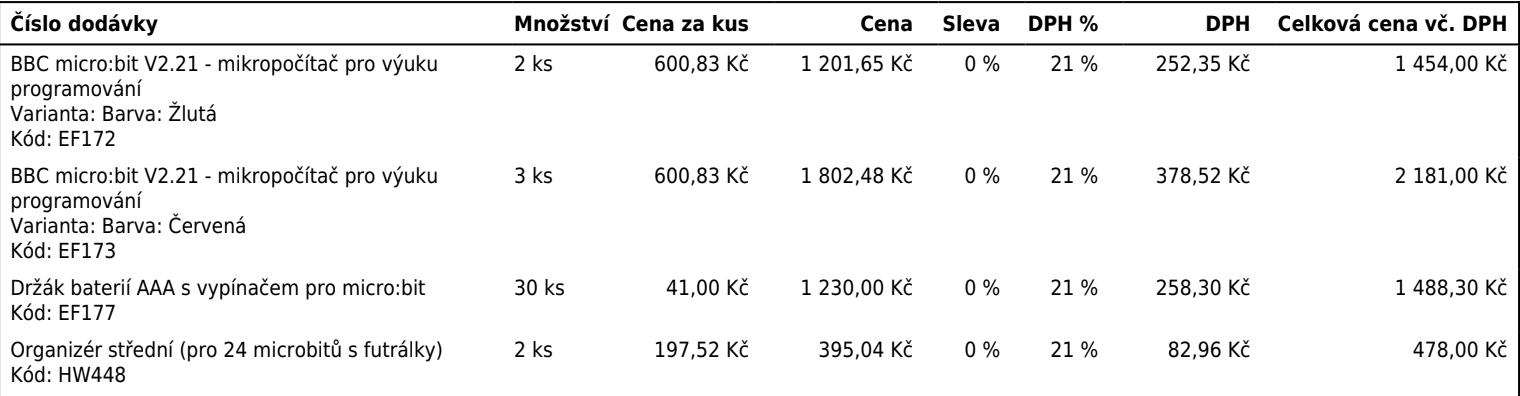 Číslo dodávky Množství Cena za kus Cena Sleva DPH % DPH Celková cena vč. DPH
BBC micro:bit V2.21 - mikropočítač pro výuku 2 ks 600,83 Kč 1 201,65 Kč 0 % 21 % 252,35 Kč 1 454,00 Kč
programování
Varianta: Barva: Žlutá
Kód: EF172
BBC micro:bit V2.21 - mikropočítač pro výuku 3 ks 600,83 Kč 1 802,48 Kč 0 % 21 % 378,52 Kč 2 181,00 Kč
programování
Varianta: Barva: Červená
Kód: EF173
Držák baterií AAA s vypínačem pro micro:bit 30 ks 41,00 Kč 1 230,00 Kč 0 % 21 % 258,30 Kč 1 488,30 Kč
Kód: EF177
Organizér střední (pro 24 microbitů s futrálky) 2 ks 197,52 Kč 395,04 Kč 0 % 21 % 82,96 Kč 478,00 Kč
Kód: HW448